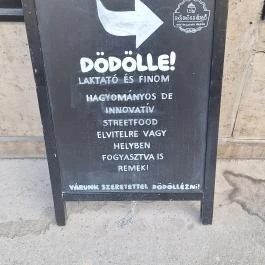 DÖDÖLLE!
LAKTATÓ ÉS FINOM
HAGYOMÁNYOS DE
INNOVATÍV
STREETFOOD
ELVITELRE VAGY
HELYBEN
FOGYASZTVA IS
REMEK!
VÁRUNK SZERETETTEL DÖDÖLLÉZNI!